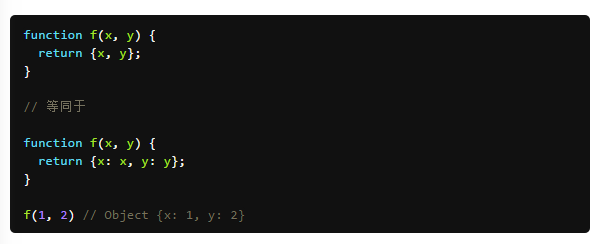 function f(x, y) {
  return {x, y};
}
// 等同于
function f(x, y) {
  return {x: x, y: y};
}
f(1, 2) // Object {x: 1, y: 2}